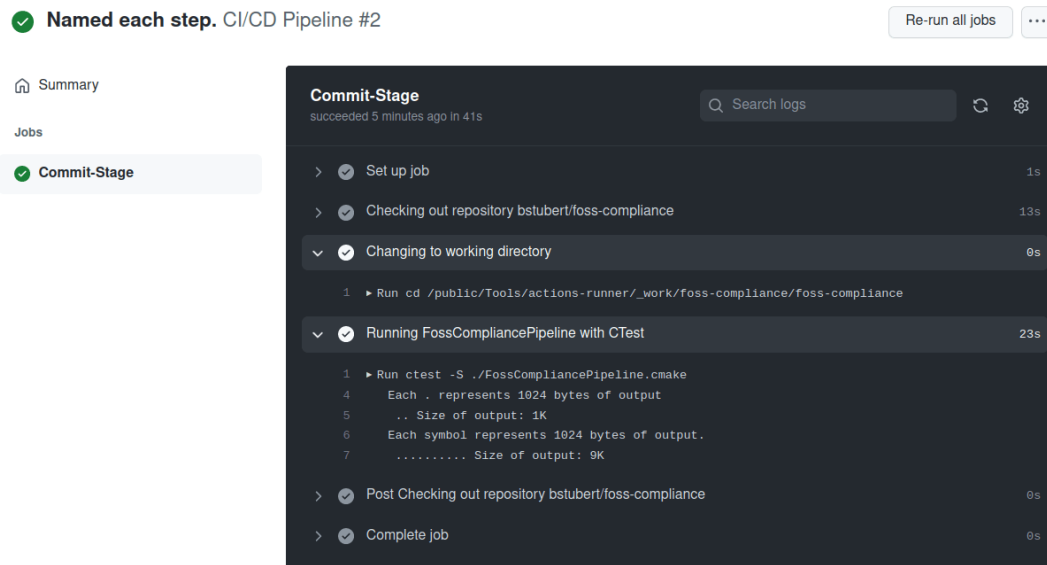 Named each step. CI/CD Pipeline #2
Re-run all jobs
Summary
Jobs
Commit-Stage
Commit-Stage
succeeded 5 minutes ago in 41s
Search logs
Set up job 1s
Checking out repository bstubert/foss-compliance 13s
Changing to working directory 0s
1 Run cd /public/Tools/actions-runner/_work/foss-compliance/foss-compliance
Running FossCompliancePipeline with CTest 23s
1 Run ctest -S ./FossCompliancePipeline.cmake
4 Each . represents 1024 bytes of output
5 .. Size of output: 1K
6 Each symbol represents 1024 bytes of output.
7 .......... Size of output: 9K
Post Checking out repository bstubert/foss-compliance 0s
Complete job 0s